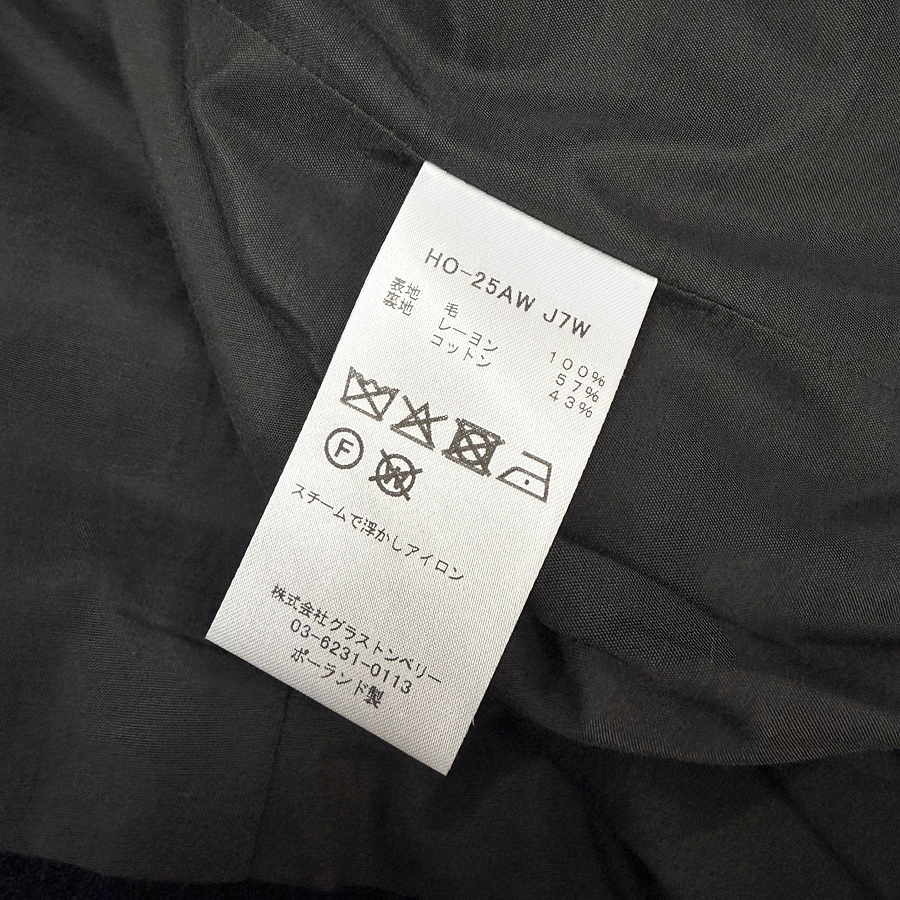 HO-25AW J7W
表地 毛 100%
裏地 レーヨン 57%
コットン 43%
F W
スチームで浮かしアイロン
株式会社グラストンベリー
03-6231-0113
ポーランド製